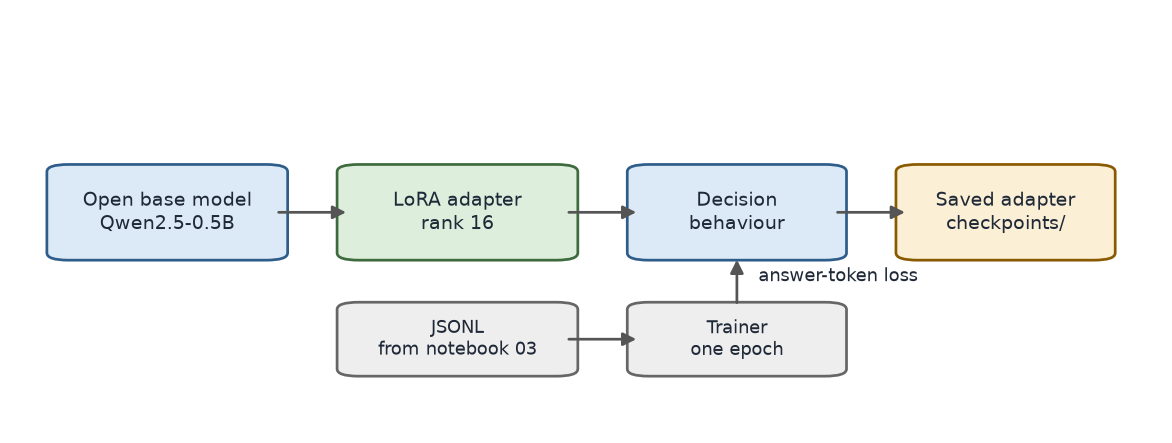 Open base model
Qwen2.5-0.5B
LoRA adapter
rank 16
Decision
behaviour
Saved adapter
checkpoints/
answer-token loss
JSONL
from notebook 03
Trainer
one epoch